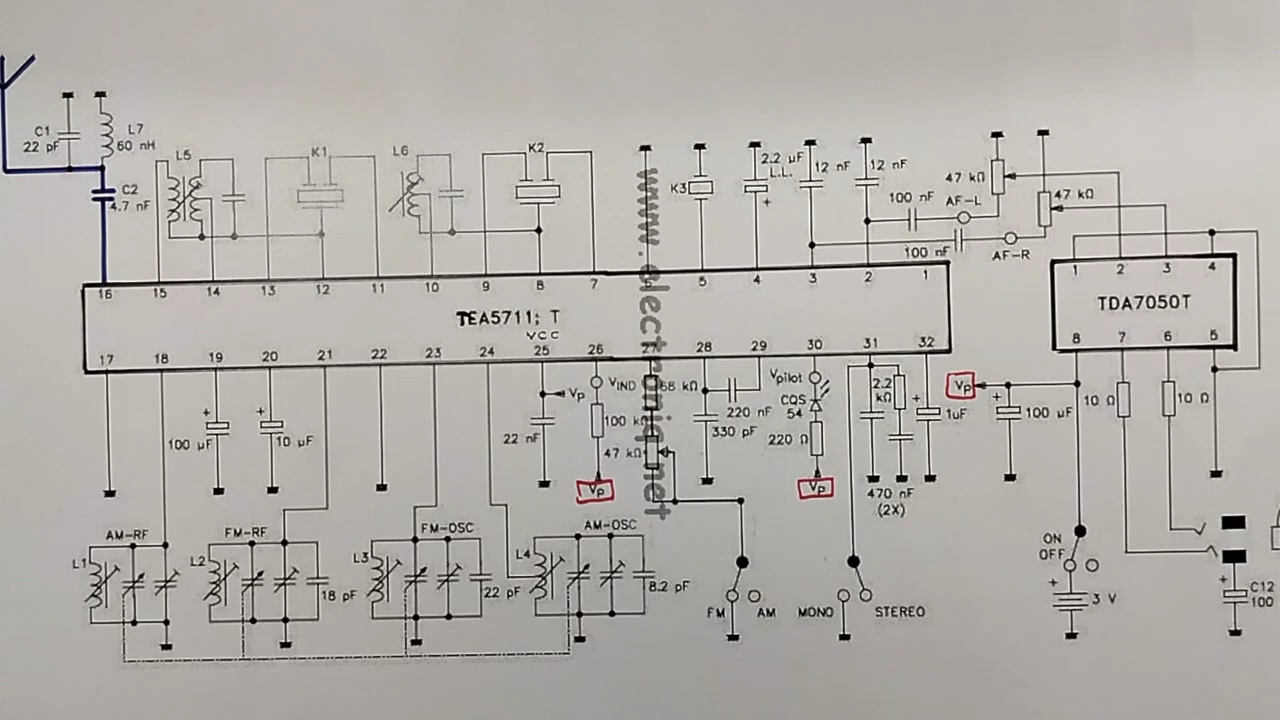 C1
22 pF
L7
60 nH
C2
4.7 nF
L5
K1
L6
K2
K3
2.2 µF
L.L.
+
12 nF
12 nF
100 nF
AF-L
47 kΩ
47 kΩ
100 nF
AF-R
16 15 14 13 12 11 10 9 8 7 6 5 4 3 2 1
TEA5711; T
VCC
17 18 19 20 21 22 23 24 25 26 27 28 29 30 31 32
1 2 3 4
TDA7050T
8 7 6 5
+
100 µF
+
10 µF
Vp
22 nF
VIND
100 kΩ
Vp
68 kΩ
47 kΩ
220 nF
330 pF
Vpilot
CQS
54
220 Ω
Vp
2.2
kΩ
470 nF
(2X)
+
1uF
Vp
+
100 µF
10 Ω
10 Ω
www.electroniq.net
AM-RF
L1
FM-RF
L2
18 pF
FM-OSC
L3
22 pF
AM-OSC
L4
8.2 pF
FM AM
MONO STEREO
ON
OFF
+
3 V
+
C12
100